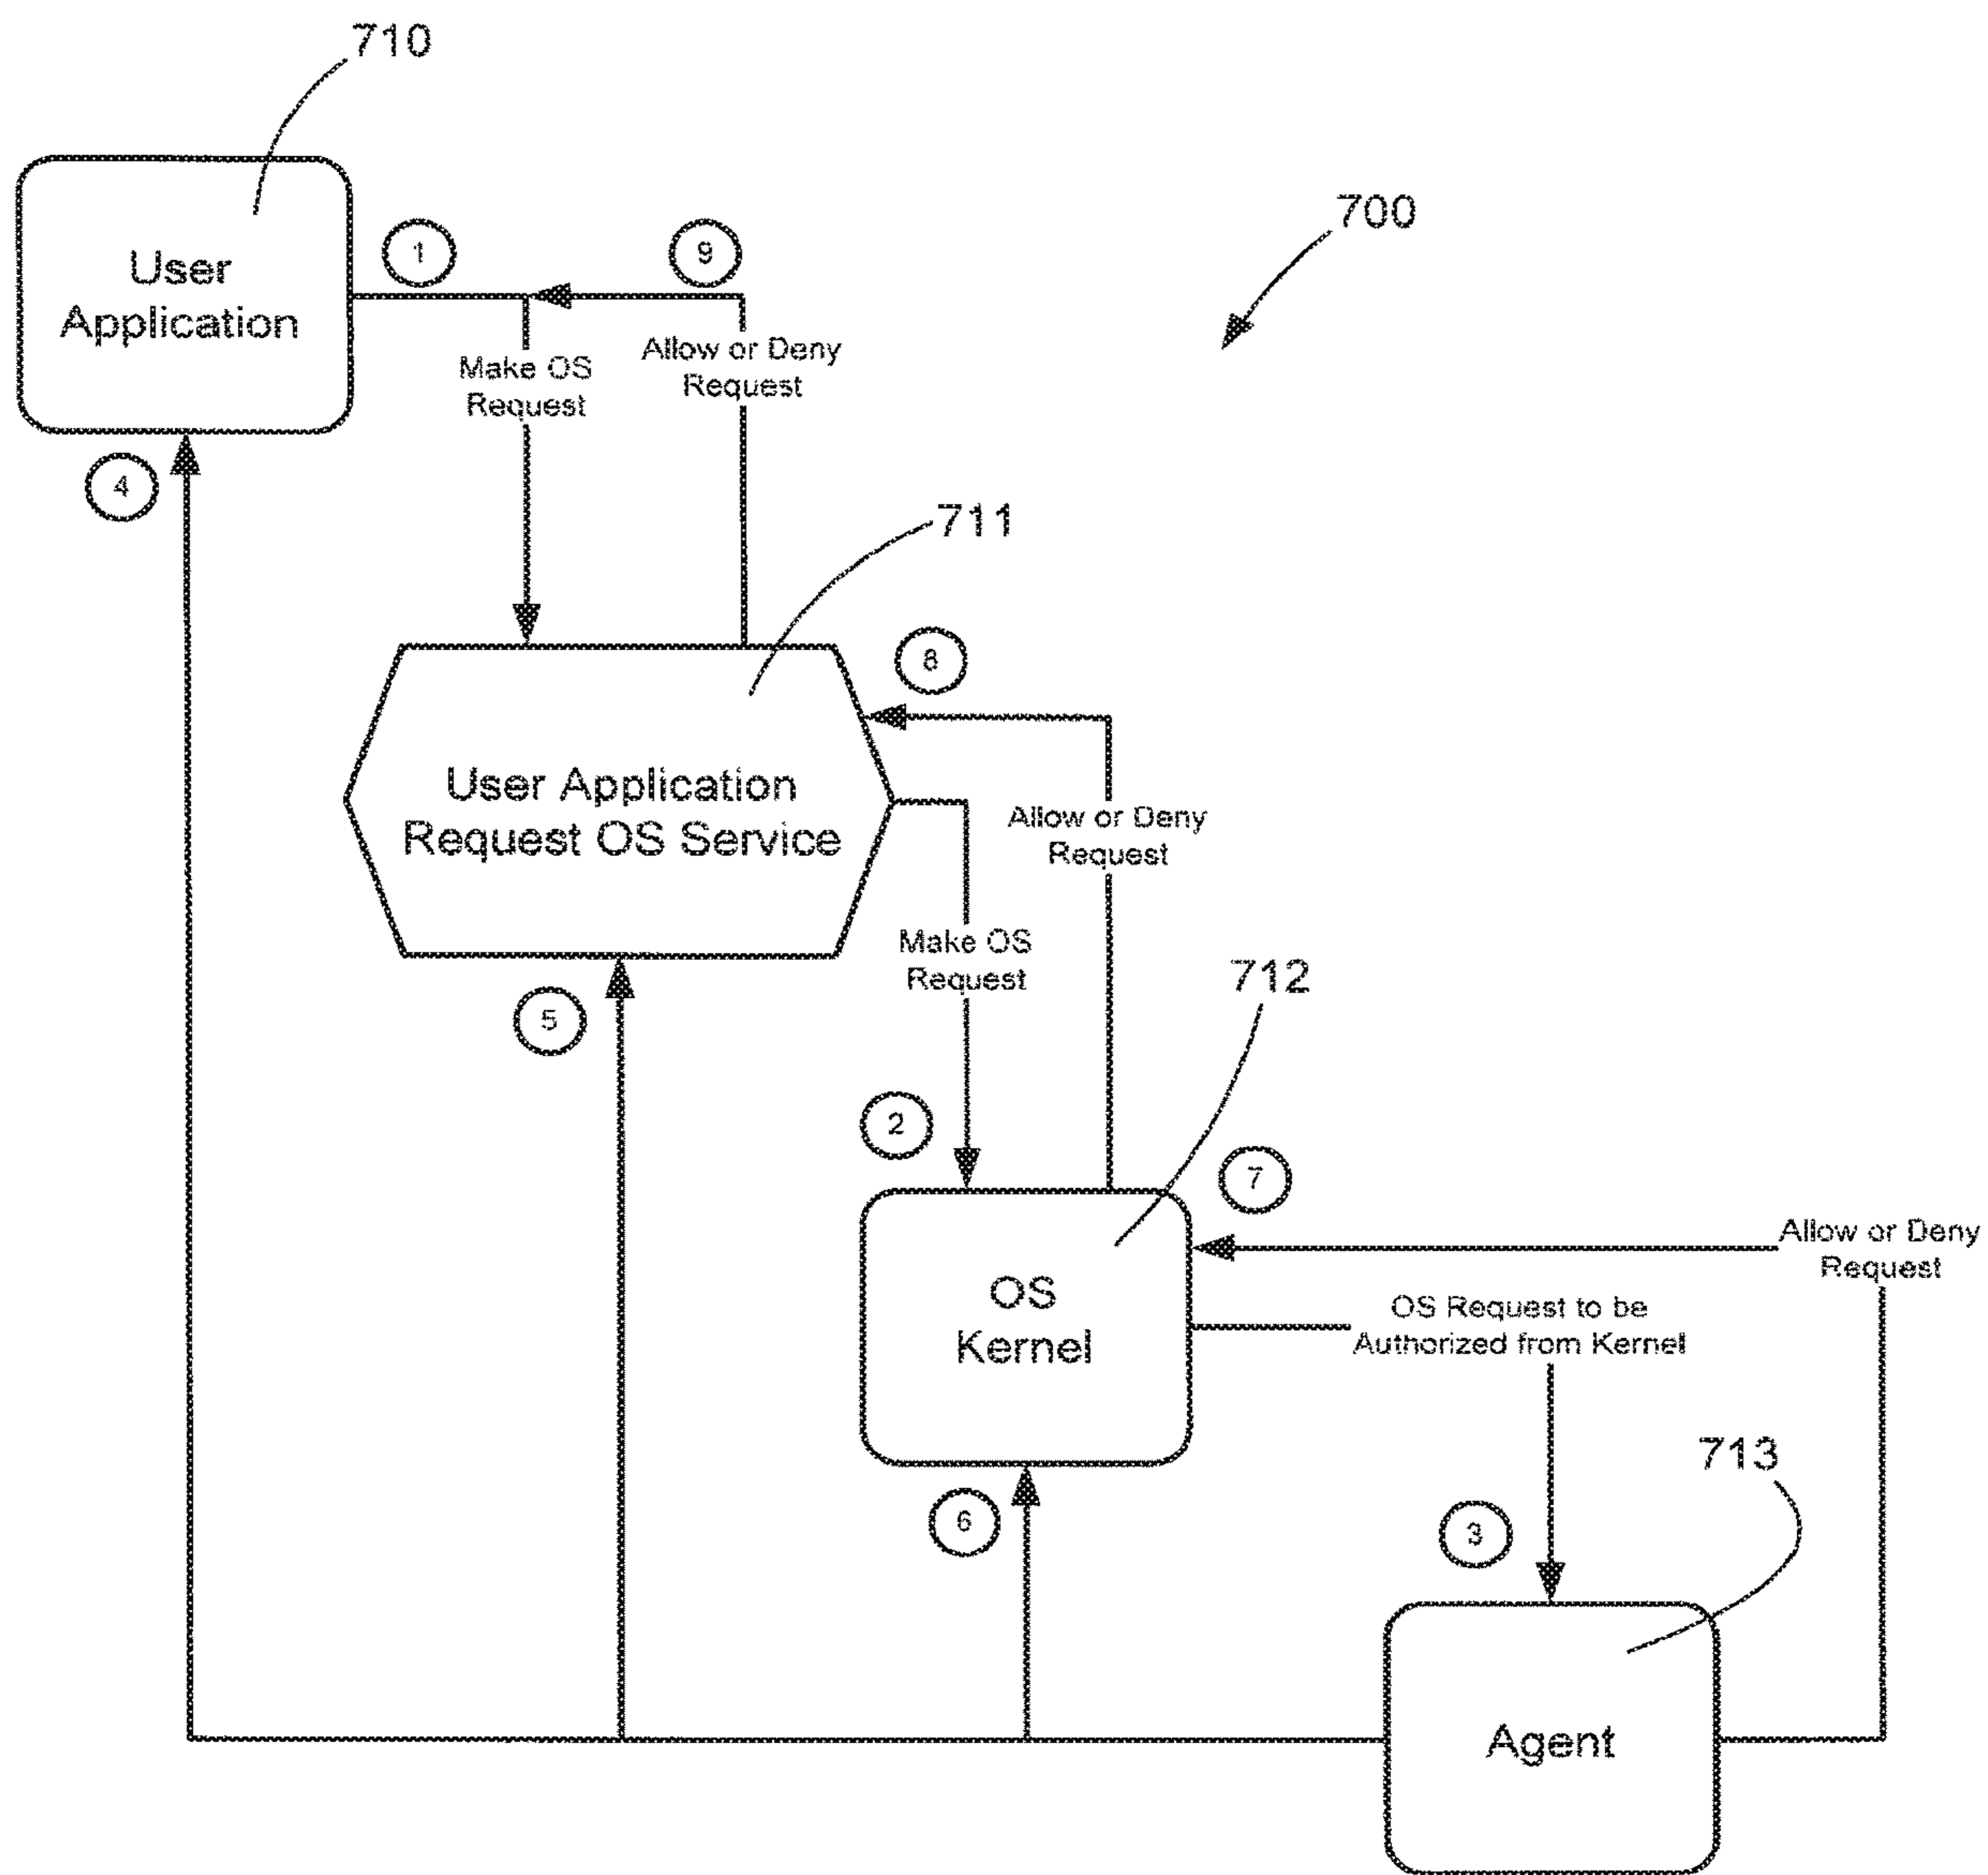 710
700
User
Application
1
9
Make OS
Request
Allow or Deny
Request
4
711
8
User Application
Request OS Service
Allow or Deny
Request
Make OS
Request
5
712
2
7
Allow or Deny
Request
OS
Kernel
OS Request to be
Authorized from Kernel
713
6
3
Agent